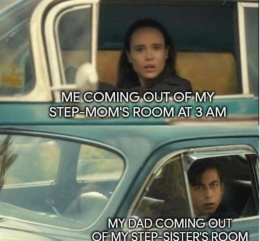 ME COMING OUT OF MY
STEP-MOM'S ROOM AT 3 AM
MY DAD COMING OUT
OF MY STEP-SISTER'S ROOM